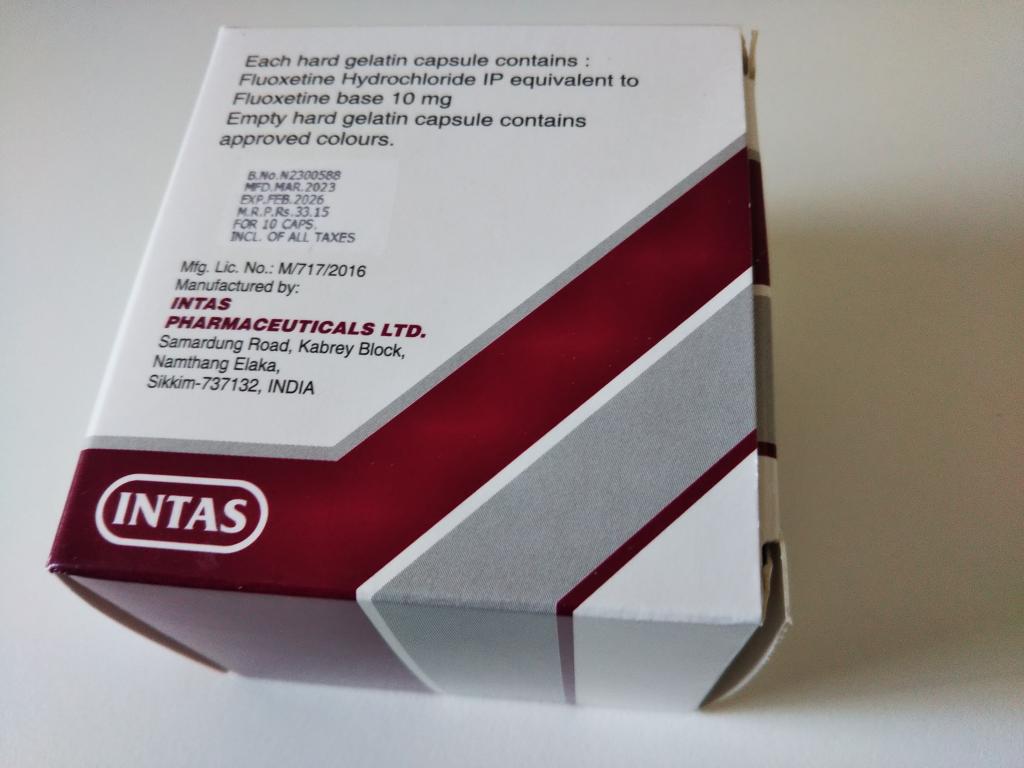 Each hard gelatin capsule contains :
Fluoxetine Hydrochloride IP equivalent to
Fluoxetine base 10 mg
Empty hard gelatin capsule contains
approved colours.
B.No.N2300588
MFD.MAR.2023
EXP.FEB.2026
M.R.P.Rs.33.15
FOR 10 CAPS.
INCL. OF ALL TAXES
Mfg. Lic. No.: M/717/2016
Manufactured by:
INTAS
PHARMACEUTICALS LTD.
Samardung Road, Kabrey Block,
Namthang Elaka,
Sikkim-737132, INDIA
INTAS